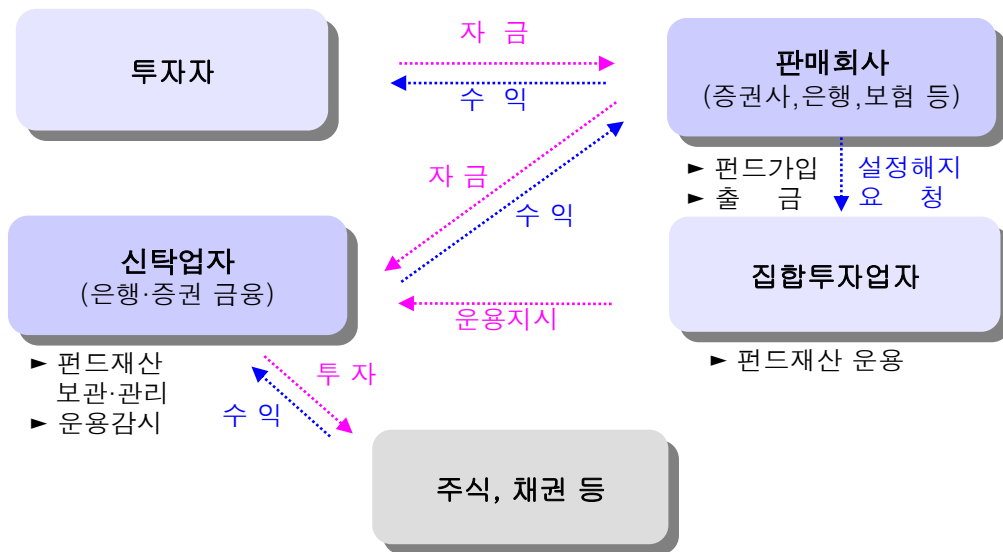 자 금
투자자
수 익
판매회사
(증권사,은행,보험 등)
► 펀드가입
► 출 금
설정해지
요 청
자 금
수 익
신탁업자
(은행·증권 금융)
집합투자업자
운용지시
► 펀드재산
보관·관리
► 운용감시
► 펀드재산 운용
투 자
수 익
주식, 채권 등